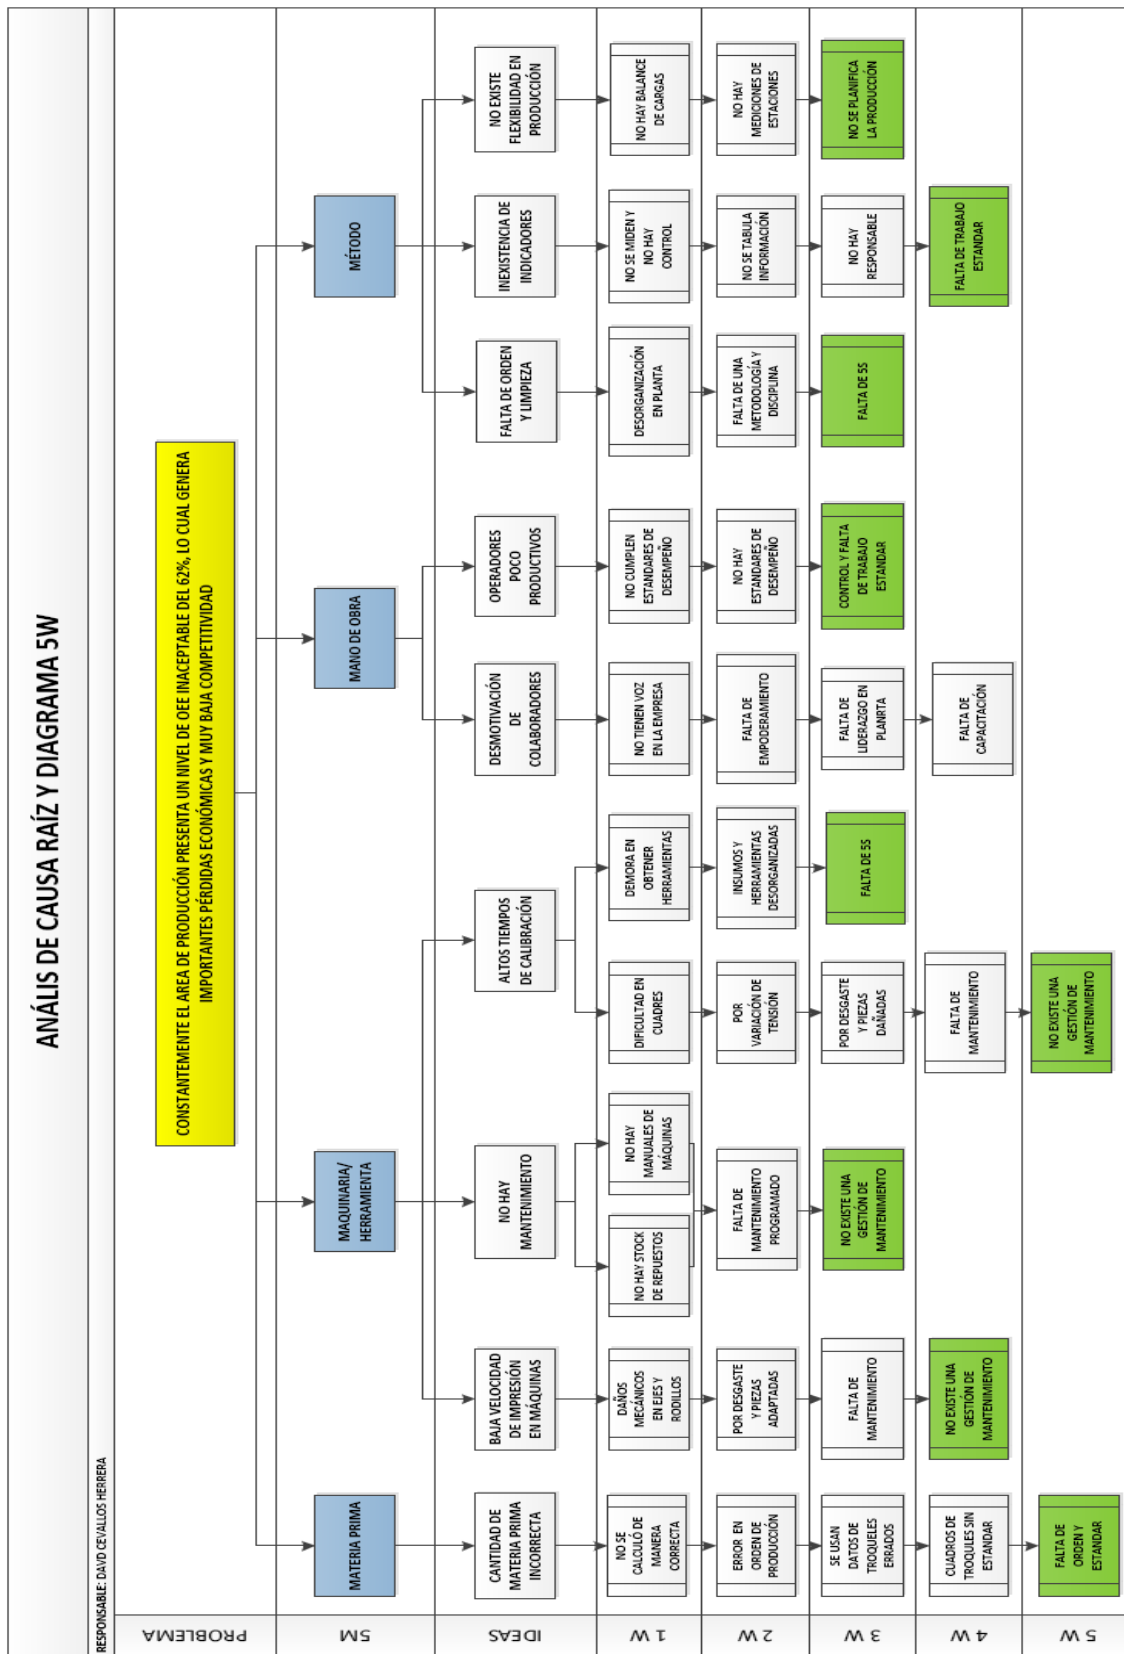 ANÁLIS DE CAUSA RAÍZ Y DIAGRAMA 5W
RESPONSABLE: DAVD CEVALLOS HERRERA
PROBLEMA
CONSTANTEMENTE EL AREA DE PRODUCCIÓN PRESENTA UN NIVEL DE OEE INACEPTABLE DEL 62%, LO CUAL GENERA
IMPORTANTES PÉRDIDAS ECONÓMICAS Y MUY BAJA COMPETITIVIDAD
5M
MATERIA PRIMA
MAQUINARIA/
HERRAMIENTA
MANO DE OBRA
MÉTODO
IDEAS
CANTIDAD DE
MATERIA PRIMA
INCORRECTA
BAJA VELOCIDAD
DE IMPRESIÓN
EN MÁQUINAS
NO HAY
MANTENIMIENTO
ALTOS TIEMPOS
DE CALIBRACIÓN
DESMOTIVACIÓN
DE
COLABORADORES
OPERADORES
POCO
PRODUCTIVOS
FALTA DE ORDEN
Y LIMPIEZA
INEXISTENCIA DE
INDICADORES
NO EXISTE
FLEXIBILIDAD EN
PRODUCCIÓN
1 W
NO SE
CALCULÓ DE
MANERA
CORRECTA
DAÑOS
MECÁNICOS
EN EJES Y
RODILLOS
NO HAY STOCK
DE REPUESTOS
NO HAY
MANUALES DE
MÁQUINAS
DIFICULTAD EN
CUADRES
DEMORA EN
OBTENER
HERRAMIENTAS
NO TIENEN VOZ
EN LA EMPRESA
NO CUMPLEN
ESTANDARES DE
DESEMPEÑO
DESORGANIZACIÓN
EN PLANTA
NO SE MIDEN Y
NO HAY
CONTROL
NO HAY BALANCE
DE CARGAS
2 W
ERROR EN
ORDEN DE
PRODUCCIÓN
POR DESGASTE
Y PIEZAS
ADAPTADAS
FALTA DE
MANTENIMIENTO
PROGRAMADO
POR
VARIACIÓN DE
TENSIÓN
INSUMOS Y
HERRAMIENTAS
DESORGANIZADAS
FALTA DE
EMPODERAMIENTO
NO HAY
ESTANDARES DE
DESEMPEÑO
FALTA DE UNA
METODOLOGÍA Y
DISCIPLINA
NO SE TABULA
INFORMACIÓN
NO HAY
MEDICIONES DE
ESTACIONES
3 W
SE USAN
DATOS DE
TROQUELES
ERRADOS
FALTA DE
MANTENIMIENTO
NO EXISTE UNA
GESTIÓN DE
MANTENIMIENTO
POR DESGASTE
Y PIEZAS
DAÑADAS
FALTA DE 5S
FALTA DE
LIDERAZGO EN
PLANRTA
CONTROL Y FALTA
DE TRABAJO
ESTANDAR
FALTA DE 5S
NO HAY
RESPONSABLE
NO SE PLANIFICA
LA PRODUCCIÓN
4 W
CUADROS DE
TROQULES SIN
ESTANDAR
NO EXISTE UNA
GESTIÓN DE
MANTENIMIENTO
FALTA DE
MANTENIMIENTO
FALTA DE
CAPACITACIÓN
FALTA DE TRABAJO
ESTANDAR
5 W
FALTA DE
ORDEN Y
ESTANDAR
NO EXISTE UNA
GESTIÓN DE
MANTENIMIENTO